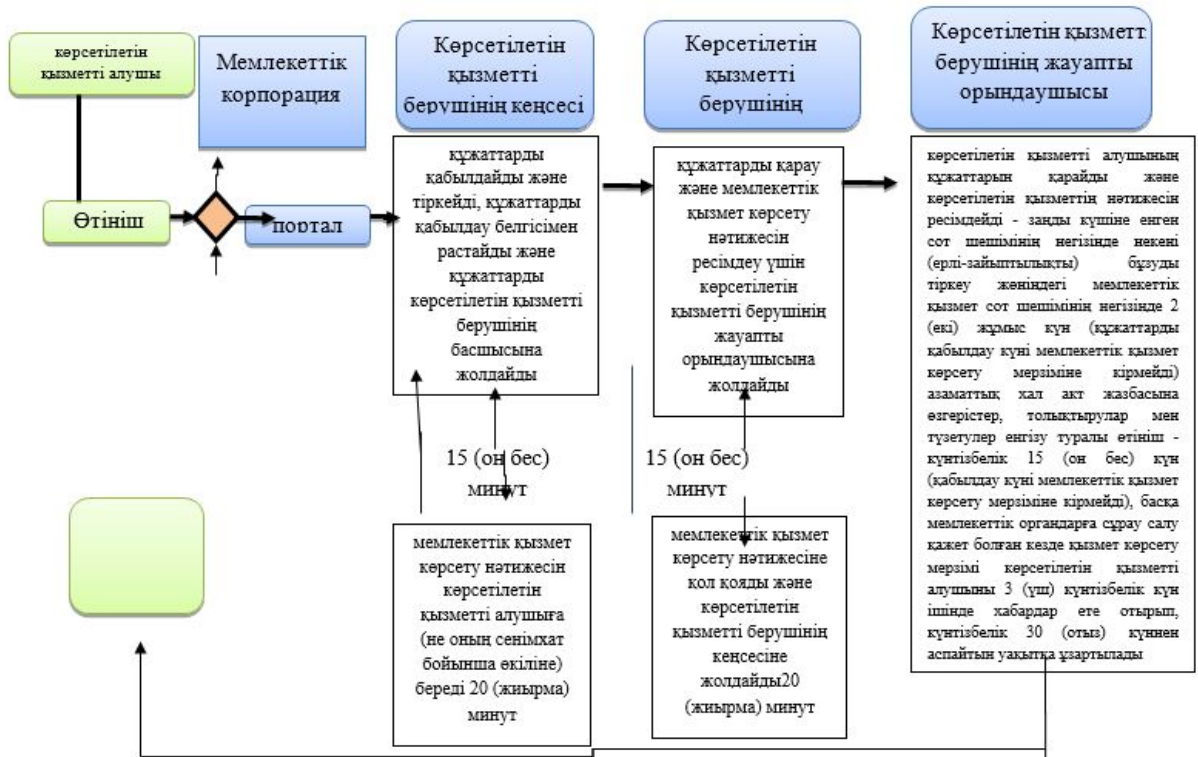 көрсетілетін
қызметті алушы
Мемлекеттік
корпорация
Көрсетілетін
қызметті
берушінің кеңсесі
Көрсетілетін
қызметті
берушінің
Көрсетілетін қызметт
берушінің жауапты
орындаушысы
Өтініш
портал
құжаттарды
қабылдайды және
тіркейді, құжаттарды
қабылдау белгісімен
растайды және
құжаттарды
көрсетілетін қызметті
берушінің
басшысына
жолдайды
құжаттарды қарау
және мемлекеттік
қызмет көрсету
нәтижесін
ресімдеу үшін
көрсетілетін
қызметті берушінің
жауапты
орындаушысына
жолдайды
көрсетілетін қызметті алушының
құжаттарын қарайды және
көрсетілетін қызметтің нәтижесін
ресімдейді - заңды күшіне енген
сот шешімінің негізінде некені
(ерлі-зайыптылықты) бұзуды
тіркеу жөніндегі мемлекеттік
қызмет сот шешімінің негізінде 2
(екі) жұмыс күн (құжаттарды
қабылдау күні мемлекеттік қызмет
көрсету мерзіміне кірмейді)
азаматтық хал акт жазбасына
өзгерістер, толықтырулар мен
түзетулер енгізу туралы өтініш -
күнтізбелік 15 (он бес) күн
(қабылдау күні мемлекеттік қызмет
көрсету мерзіміне кірмейді), басқа
мемлекеттік органдарға сұрау салу
қажет болған кезде қызмет көрсету
мерзімі көрсетілетін қызметті
алушыны 3 (үш) күнтізбелік күн
ішінде хабардар ете отырып,
күнтізбелік 30 (отыз) күннен
аспайтын уақытқа ұзартылады
15 (он бес)
минут
15 (он бес)
минут
мемлекеттік қызмет
көрсету нәтижесін
көрсетілетін
қызметті алушыға
(не оның сенімхат
бойынша өкіліне)
береді 20 (жиырма)
минут
мемлекеттік қызмет
көрсету нәтижесіне
қол қояды және
көрсетілетін
қызметті берушінің
кеңсесіне
жолдайды20
(жиырма) минут